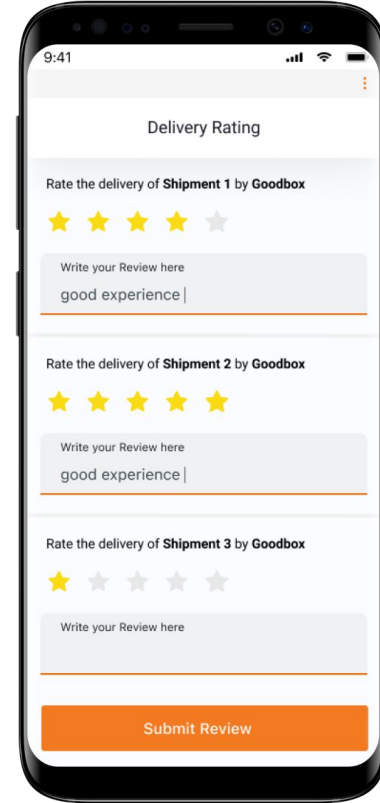 9:41
Delivery Rating
Rate the delivery of Shipment 1 by Goodbox
Write your Review here
good experience
Rate the delivery of Shipment 2 by Goodbox
Write your Review here
good experience
Rate the delivery of Shipment 3 by Goodbox
Write your Review here
Submit Review